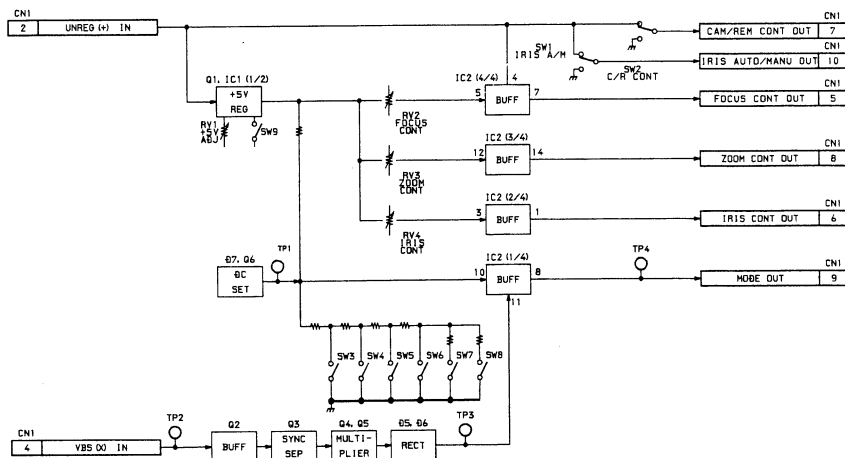 CN1
2 UNREG (+) IN
CN1
CAM/REM CONT OUT 7
CN1
IRIS AUTO/MANU OUT 10
SW1
IRIS A/M
SW2
C/R CONT
Q1, IC1 (1/2)
+5V
REG
RV1
+5V
ADJ
SW9
IC2 (4/4) 4
5 BUFF 7
RV2
FOCUS
CONT
CN1
FOCUS CONT OUT 5
IC2 (3/4)
12 BUFF 14
RV3
ZOOM
CONT
CN1
ZOOM CONT OUT 8
IC2 (2/4)
3 BUFF 1
RV4
IRIS
CONT
CN1
IRIS CONT OUT 6
D7, Q6
DC
SET
TP1
IC2 (1/4)
10 BUFF 8
11
TP4
CN1
MODE OUT 9
SW3 SW4 SW5 SW6 SW7 SW8
CN1
4 VBS (X) IN
TP2
Q2
BUFF
Q3
SYNC
SEP
Q4, Q5
MULTI-
PLIER
D5, D6
RECT
TP3